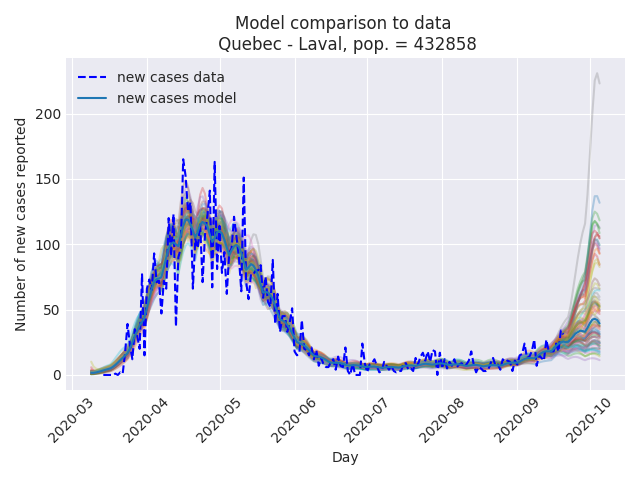 Model comparison to data
Quebec - Laval, pop. = 432858
new cases data
new cases model
Number of new cases reported
200
150
100
50
0
2020-03
2020-04
2020-05
2020-06
2020-07
2020-08
2020-09
2020-10
Day